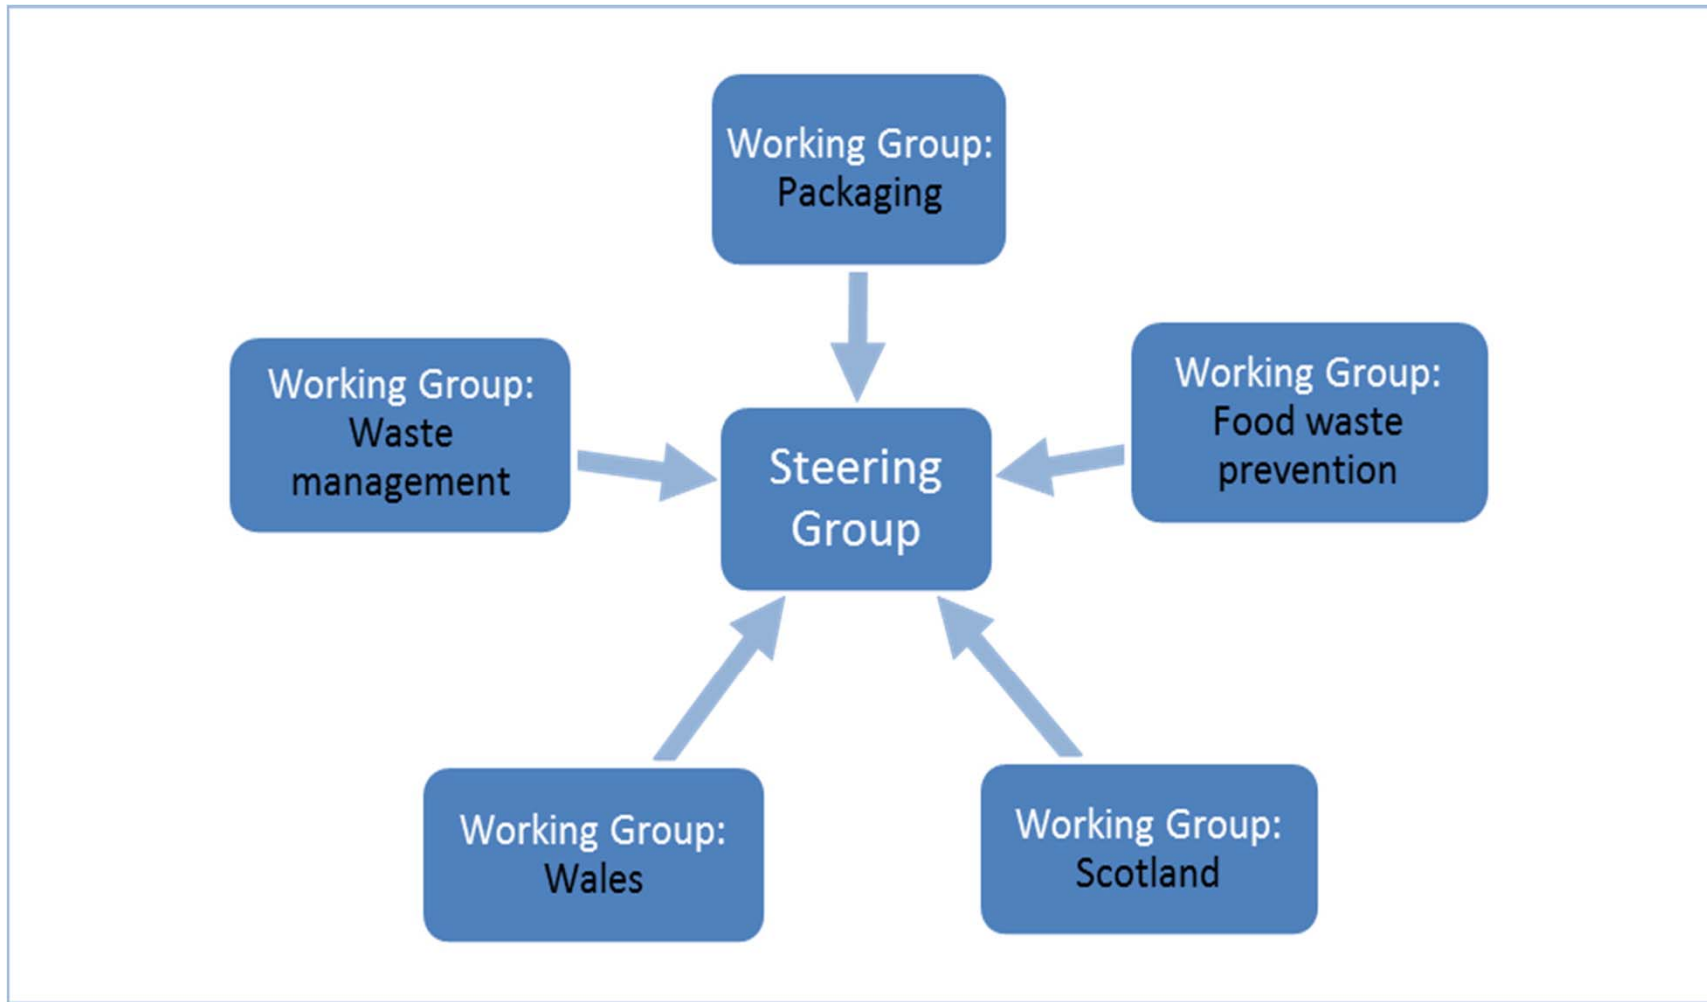 Working Group:
Packaging
Working Group:
Waste
management
Working Group:
Food waste
prevention
Steering
Group
Working Group:
Wales
Working Group:
Scotland